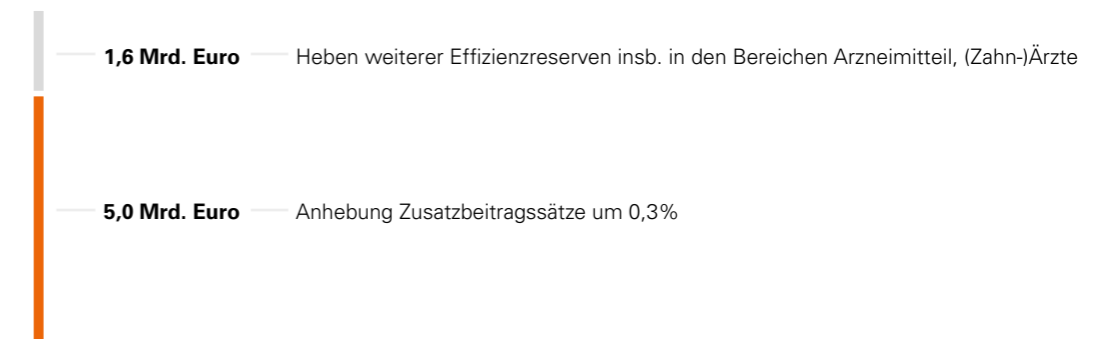 1,6 Mrd. Euro Heben weiterer Effizienzreserven insb. in den Bereichen Arzneimitteil, (Zahn-)Ärzte
5,0 Mrd. Euro Anhebung Zusatzbeitragssätze um 0,3%